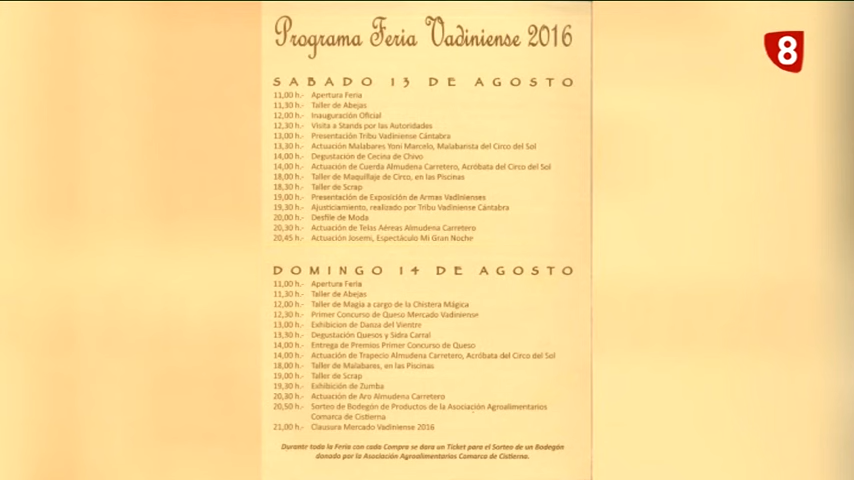 Programa Feria Vadiniense 2016
8
SABADO 13 DE AGOSTO
11,00 h.- Apertura Feria
11,30 h.- Taller de Abejas
12,00 h.- Inauguración Oficial
12,30 h.- Visita a Stands por las Autoridades
13,00 h.- Presentación Tribu Vadiniense Cántabra
13,30 h.- Actuación Malabares Yoni Marcelo, Malabarista del Circo del Sol
14,00 h.- Degustación de Cecina de Chivo
14,00 h.- Actuación de Cuerda Almudena Carretero, Acróbata del Circo del Sol
18,00 h.- Taller de Maquillaje de Circo, en las Piscinas
18,30 h.- Taller de Scrap
19,00 h.- Presentación de Exposición de Armas Vadinienses
19,30 h.- Ajusticiamiento, realizado por Tribu Vadiniense Cántabra
20,00 h.- Desfile de Moda
20,30 h.- Actuación de Telas Aéreas Almudena Carretero
20,45 h.- Actuación Josemi, Espectáculo Mi Gran Noche
DOMINGO 14 DE AGOSTO
11,00 h.- Apertura Feria
11,30 h.- Taller de Abejas
12,00 h.- Taller de Magia a cargo de la Chistera Mágica
12,30 h.- Primer Concurso de Queso Mercado Vadiniense
13,00 h.- Exhibicion de Danza del Vientre
13,30 h.- Degustación Quesos y Sidra Carral
14,00 h.- Entrega de Premios Primer Concurso de Queso
14,00 h.- Actuación de Trapecio Almudena Carretero, Acróbata del Circo del Sol
18,00 h.- Taller de Malabares, en las Piscinas
19,00 h.- Taller de Scrap
19,30 h.- Exhibición de Zumba
20,30 h.- Actuación de Aro Almudena Carretero
20,50 h.- Sorteo de Bodegón de Productos de la Asociación Agroalimentarios
Comarca de Cistierna
21,00 h.- Clausura Mercado Vadiniense 2016
Durante toda la Feria con cada Compra se dara un Ticket para el Sorteo de un Bodegón
donado por la Asociación Agroalimentarios Comarca de Cistierna.